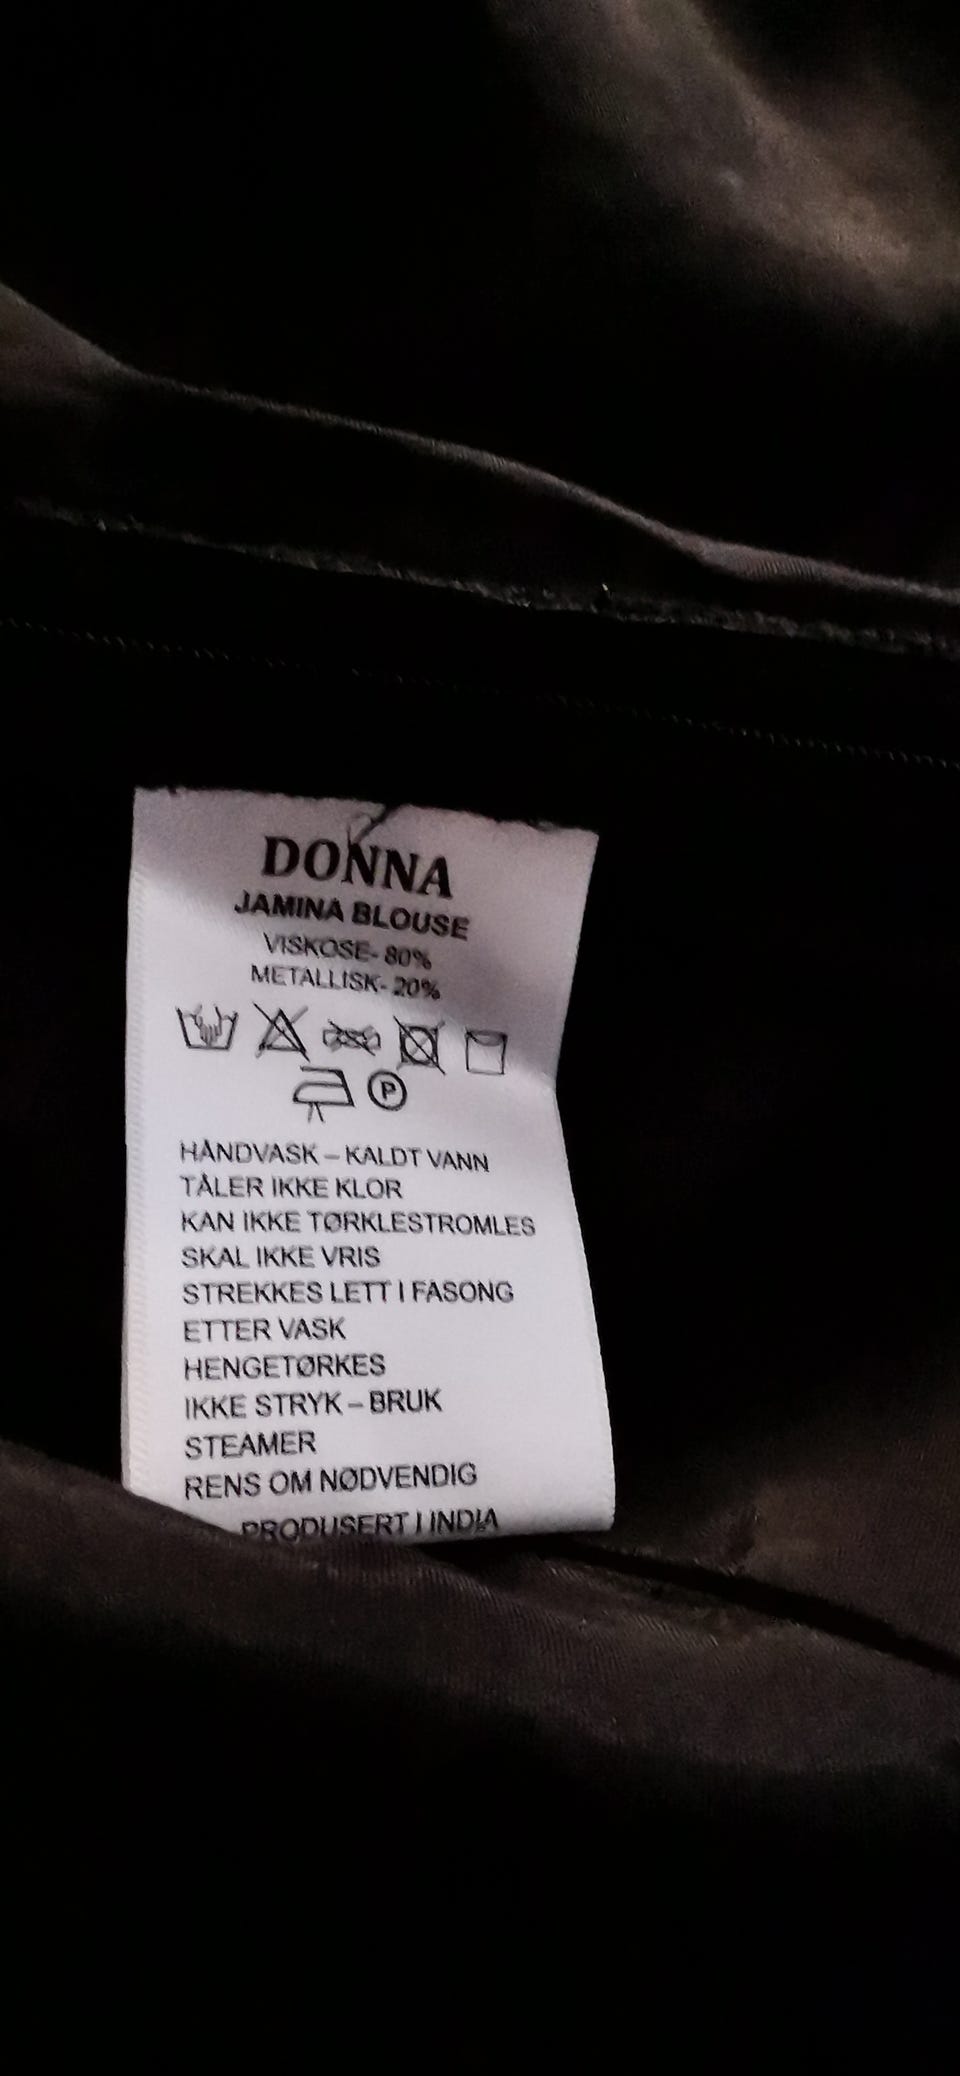 DONNA
JAMINA BLOUSE
VISKOSE- 80%
METALLISK- 20%
P
HÅNDVASK – KALDT VANN
TÅLER IKKE KLOR
KAN IKKE TØRKLESTROMLES
SKAL IKKE VRIS
STREKKES LETT I FASONG
ETTER VASK
HENGETØRKES
IKKE STRYK – BRUK
STEAMER
RENS OM NØDVENDIG
PRODUSERT I INDIA